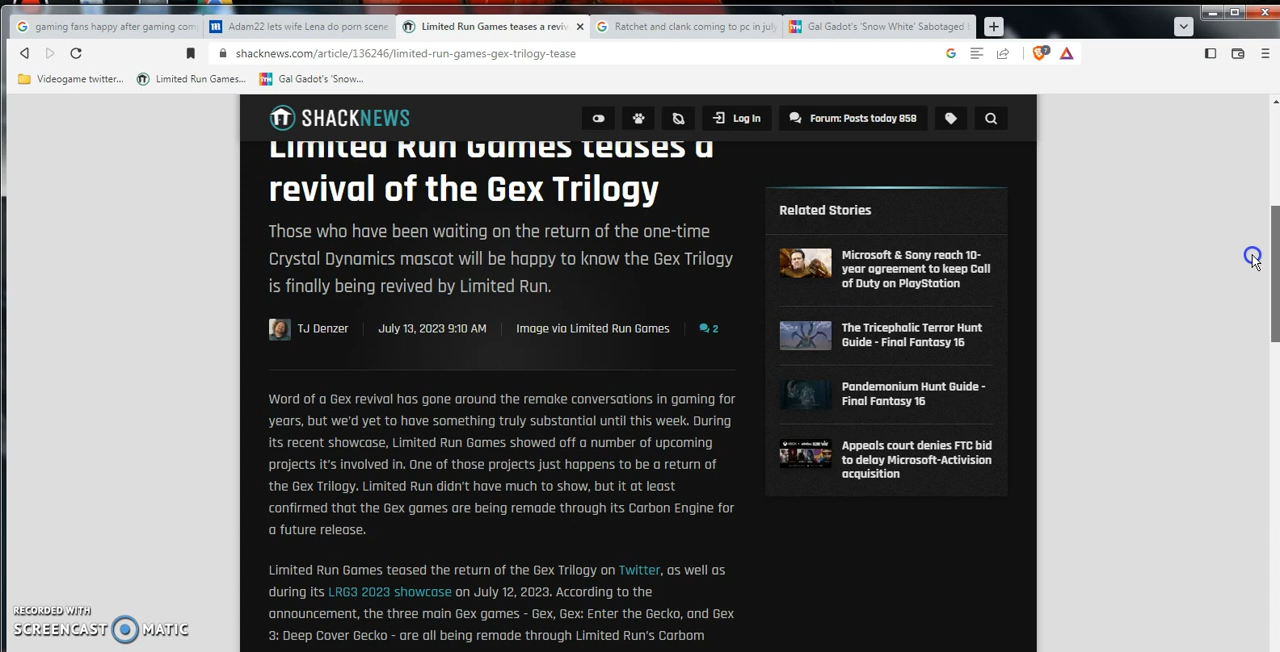 gaming fans happy after gaming com
Adam22 lets wife Lena do porn scene
Limited Run Games teases a reviv
Ratchet and clank coming to pc in july
Gal Gadot's 'Snow White' Sabotaged
shacknews.com/article/136246/limited-run-games-gex-trilogy-tease
Videogame twitter...
Limited Run Games...
Gal Gadot's 'Snow...
SHACKNEWS
Log In
Forum: Posts today 858
Limited Run Games teases a
revival of the Gex Trilogy
Those who have been waiting on the return of the one-time
Crystal Dynamics mascot will be happy to know the Gex Trilogy
is finally being revived by Limited Run.
TJ Denzer
July 13, 2023 9:10 AM
Image via Limited Run Games
2
Word of a Gex revival has gone around the remake conversations in gaming for
years, but we'd yet to have something truly substantial until this week. During
its recent showcase, Limited Run Games showed off a number of upcoming
projects it's involved in. One of those projects just happens to be a return of
the Gex Trilogy. Limited Run didn't have much to show, but it at least
confirmed that the Gex games are being remade through its Carbon Engine for
a future release.
Limited Run Games teased the return of the Gex Trilogy on Twitter, as well as
during its LRG3 2023 showcase on July 12, 2023. According to the
announcement, the three main Gex games - Gex, Gex: Enter the Gecko, and Gex
3: Deep Cover Gecko - are all being remade through Limited Run's Carbom
Related Stories
Microsoft & Sony reach 10-
year agreement to keep Call
of Duty on PlayStation
The Tricephalic Terror Hunt
Guide - Final Fantasy 16
Pandemonium Hunt Guide -
Final Fantasy 16
Appeals court denies FTC bid
to delay Microsoft-Activision
acquisition
RECORDED WITH
SCREENCAST MATIC